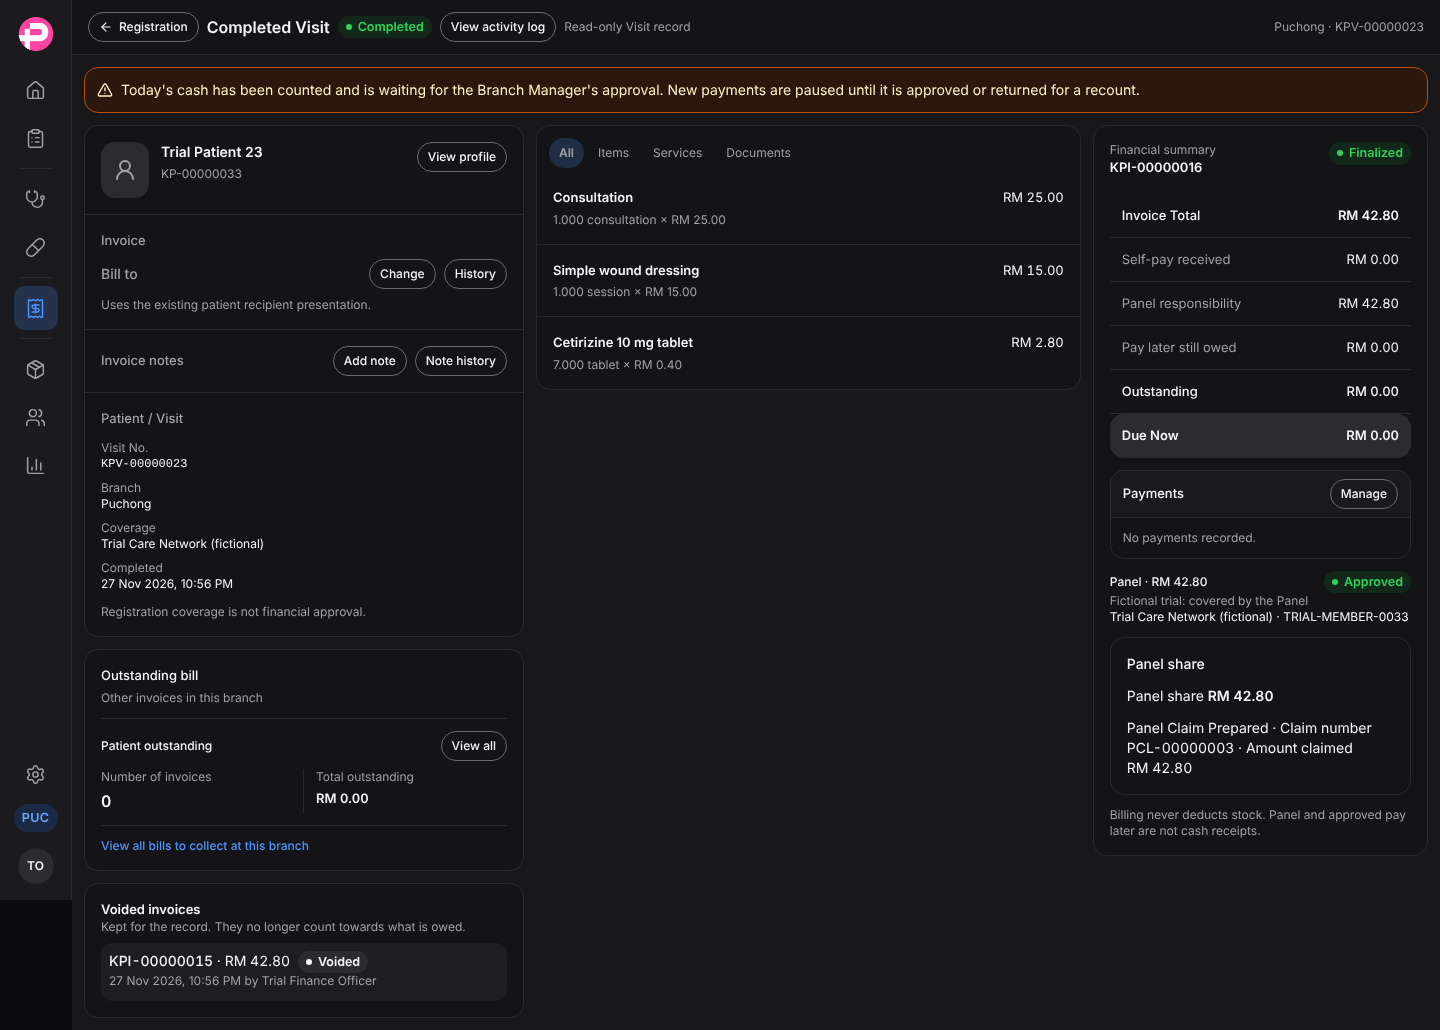 Registration
Completed Visit
Completed
View activity log
Read-only Visit record
Puchong · KPV-00000023
Today's cash has been counted and is waiting for the Branch Manager's approval. New payments are paused until it is approved or returned for a recount.
Trial Patient 23
KP-00000033
View profile
Invoice
Bill to
Change
History
Uses the existing patient recipient presentation.
Invoice notes
Add note
Note history
Patient / Visit
Visit No.
KPV-00000023
Branch
Puchong
Coverage
Trial Care Network (fictional)
Completed
27 Nov 2026, 10:56 PM
Registration coverage is not financial approval.
Outstanding bill
Other invoices in this branch
Patient outstanding
View all
Number of invoices
0
Total outstanding
RM 0.00
View all bills to collect at this branch
Voided invoices
Kept for the record. They no longer count towards what is owed.
KPI-00000015 · RM 42.80
Voided
27 Nov 2026, 10:56 PM by Trial Finance Officer
All
Items
Services
Documents
Consultation
RM 25.00
1.000 consultation × RM 25.00
Simple wound dressing
RM 15.00
1.000 session × RM 15.00
Cetirizine 10 mg tablet
RM 2.80
7.000 tablet × RM 0.40
Financial summary
KPI-00000016
Finalized
Invoice Total
RM 42.80
Self-pay received
RM 0.00
Panel responsibility
RM 42.80
Pay later still owed
RM 0.00
Outstanding
RM 0.00
Due Now
RM 0.00
Payments
Manage
No payments recorded.
Panel · RM 42.80
Approved
Fictional trial: covered by the Panel
Trial Care Network (fictional) · TRIAL-MEMBER-0033
Panel share
Panel share RM 42.80
Panel Claim Prepared · Claim number
PCL-00000003 · Amount claimed
RM 42.80
Billing never deducts stock. Panel and approved pay
later are not cash receipts.
PUC
TO